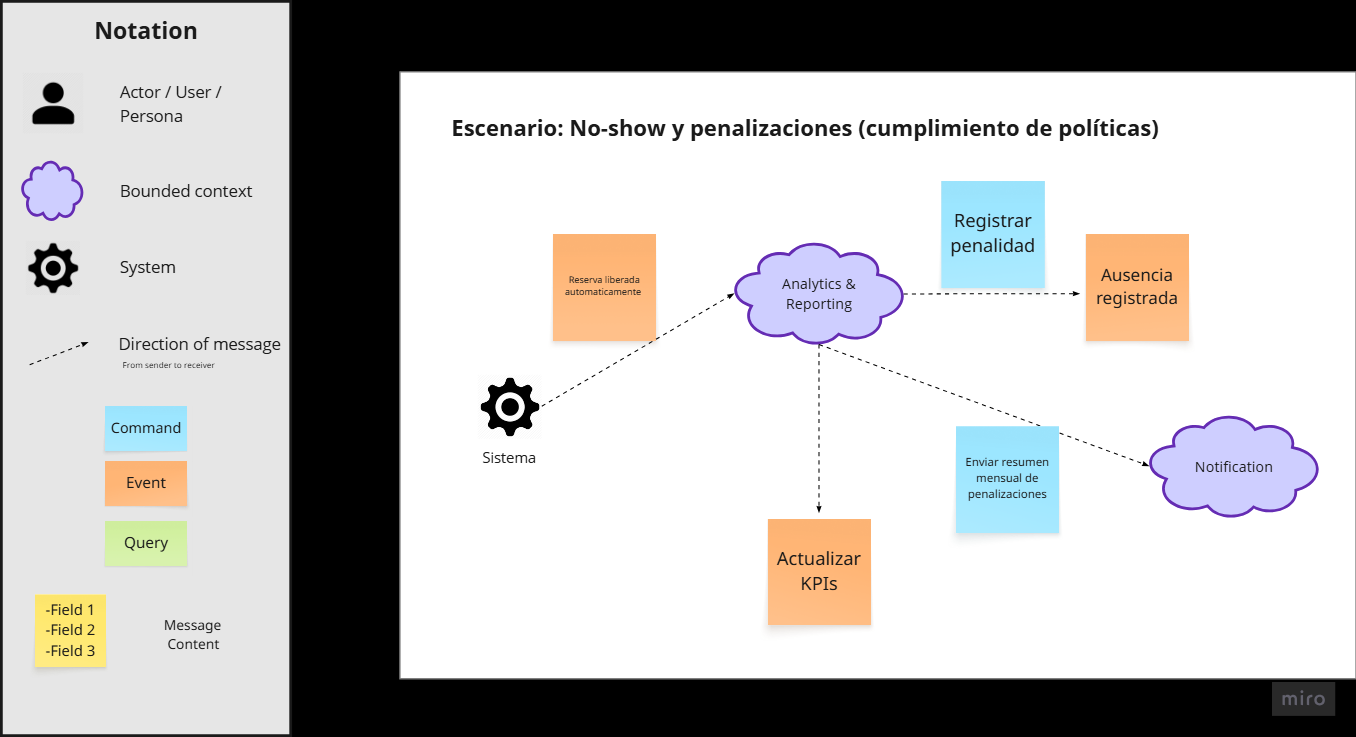 Notation
Actor / User /
Persona
Bounded context
System
Direction of message
From sender to receiver
Command
Event
Query
-Field 1
-Field 2
-Field 3
Message
Content
Escenario: No-show y penalizaciones (cumplimiento de políticas)
Reserva liberada
automaticamente
Sistema
Analytics &
Reporting
Registrar
penalidad
Ausencia
registrada
Enviar resumen
mensual de
penalizaciones
Notification
Actualizar
KPIs
miro